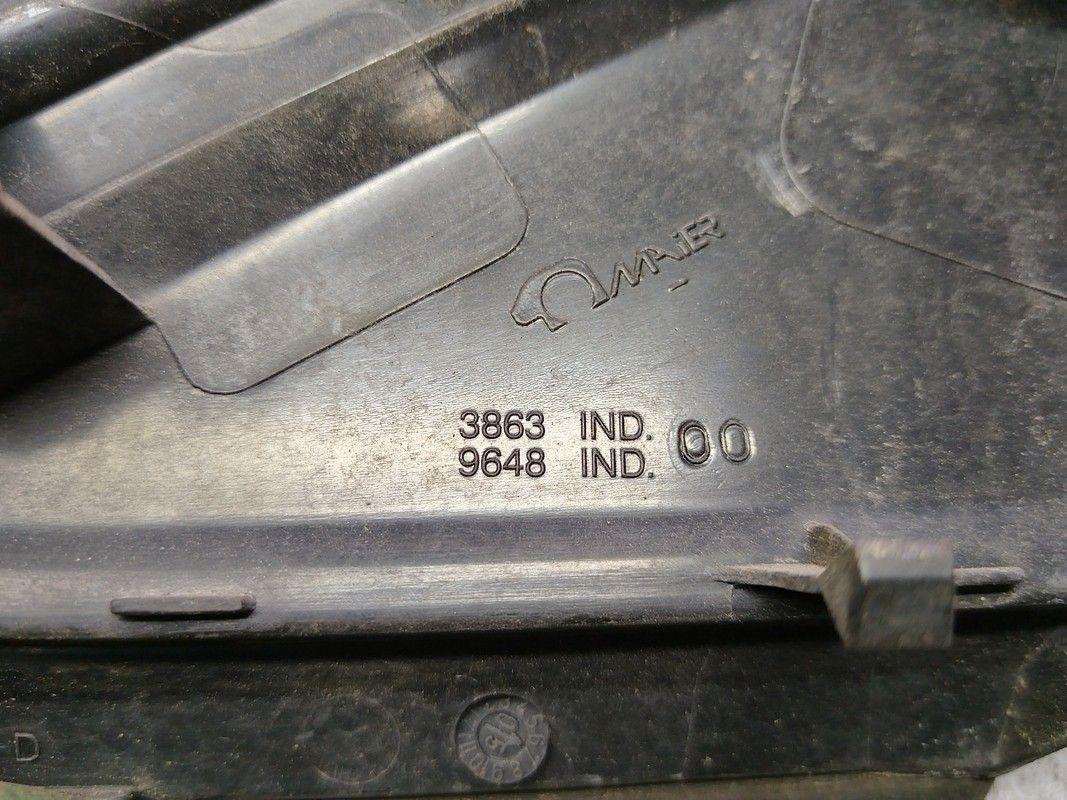 MAIER
3863 IND. 00
9648 IND.
D